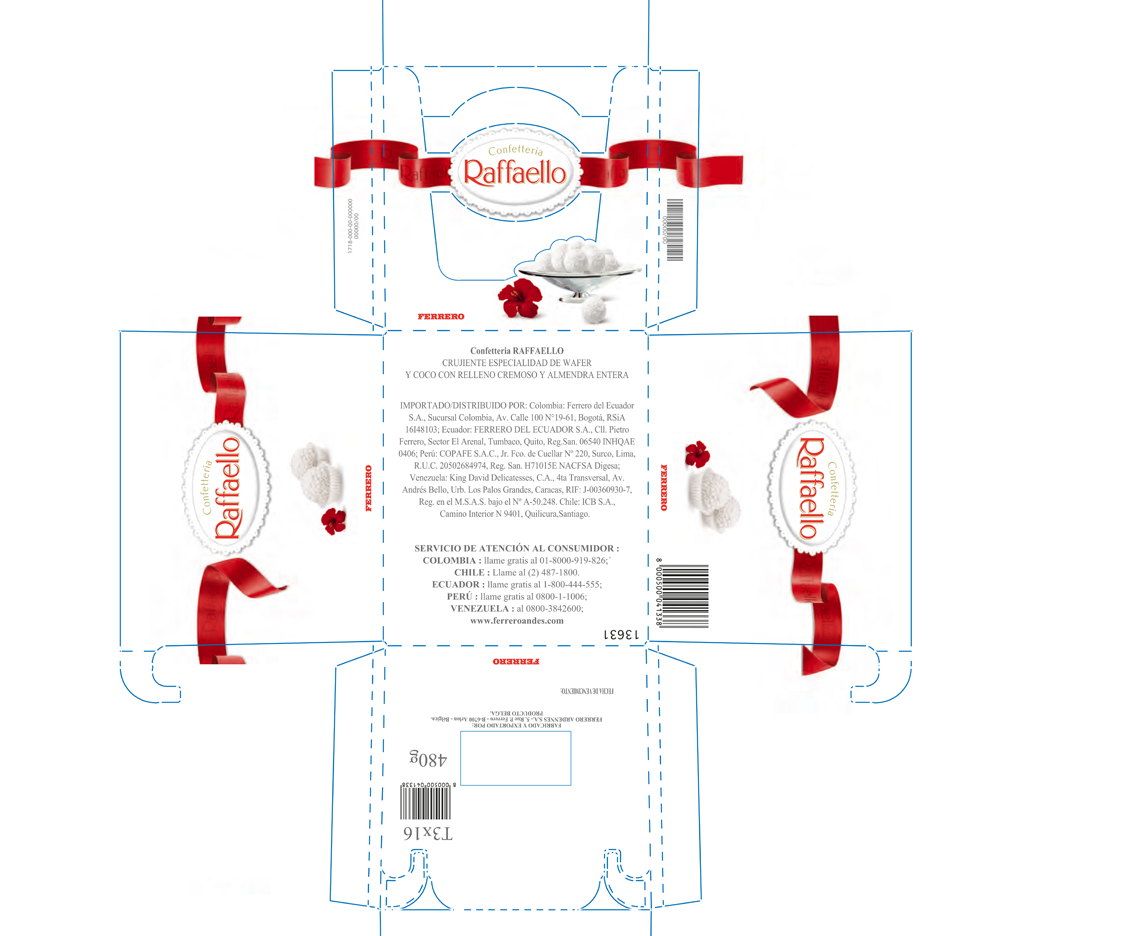 Confetteria
Raffaello
1718-000-00-000000
00000/00
00000/00
FERRERO
Confetteria
Raffaello
FERRERO
Confetteria RAFFAELLO
CRUJIENTE ESPECIALIDAD DE WAFER
Y COCO CON RELLENO CREMOSO Y ALMENDRA ENTERA
IMPORTADO/DISTRIBUIDO POR: Colombia: Ferrero del Ecuador
S.A., Sucursal Colombia, Av. Calle 100 N°19-61, Bogotá, RSiA
16I48103; Ecuador: FERRERO DEL ECUADOR S.A., Cll. Pietro
Ferrero, Sector El Arenal, Tumbaco, Quito, Reg.San. 06540 INHQAE
0406; Perú: COPAFE S.A.C., Jr. Fco. de Cuellar Nº 220, Surco, Lima,
R.U.C. 20502684974, Reg. San. H71015E NACFSA Digesa;
Venezuela: King David Delicatesses, C.A., 4ta Transversal, Av.
Andrés Bello, Urb. Los Palos Grandes, Caracas, RIF: J-00360930-7,
Reg. en el M.S.A.S. bajo el Nº A-50.248. Chile: ICB S.A.,
Camino Interior N 9401, Quilicura,Santiago.
SERVICIO DE ATENCIÓN AL CONSUMIDOR :
COLOMBIA : llame gratis al 01-8000-919-826;
CHILE : Llame al (2) 487-1800.
ECUADOR : llame gratis al 1-800-444-555;
PERÚ : llame gratis al 0800-1-1006;
VENEZUELA : al 0800-3842600;
www.ferreroandes.com
13631
FERRERO
Confetteria
Raffaello
8 000500 041338
FERRERO
FECHA DE VENCIMIENTO:
FABRICADO Y EXPORTADO POR:
FERRERO ARDENNES S.A.- 5, Rue P. Ferrero - B-6700 Arlon - Bélgica.
PRODUCTO BELGA.
480g
8 000500 041338
T3x16